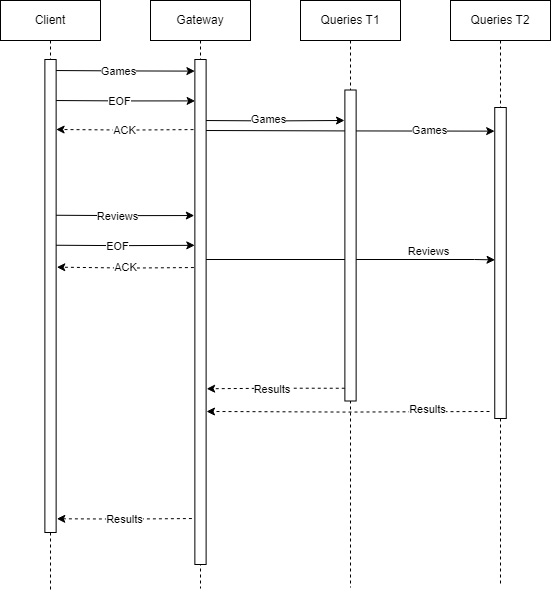 Client
Gateway
Queries T1
Queries T2
Games
EOF
Games
ACK
Games
Reviews
EOF
Reviews
ACK
Results
Results
Results